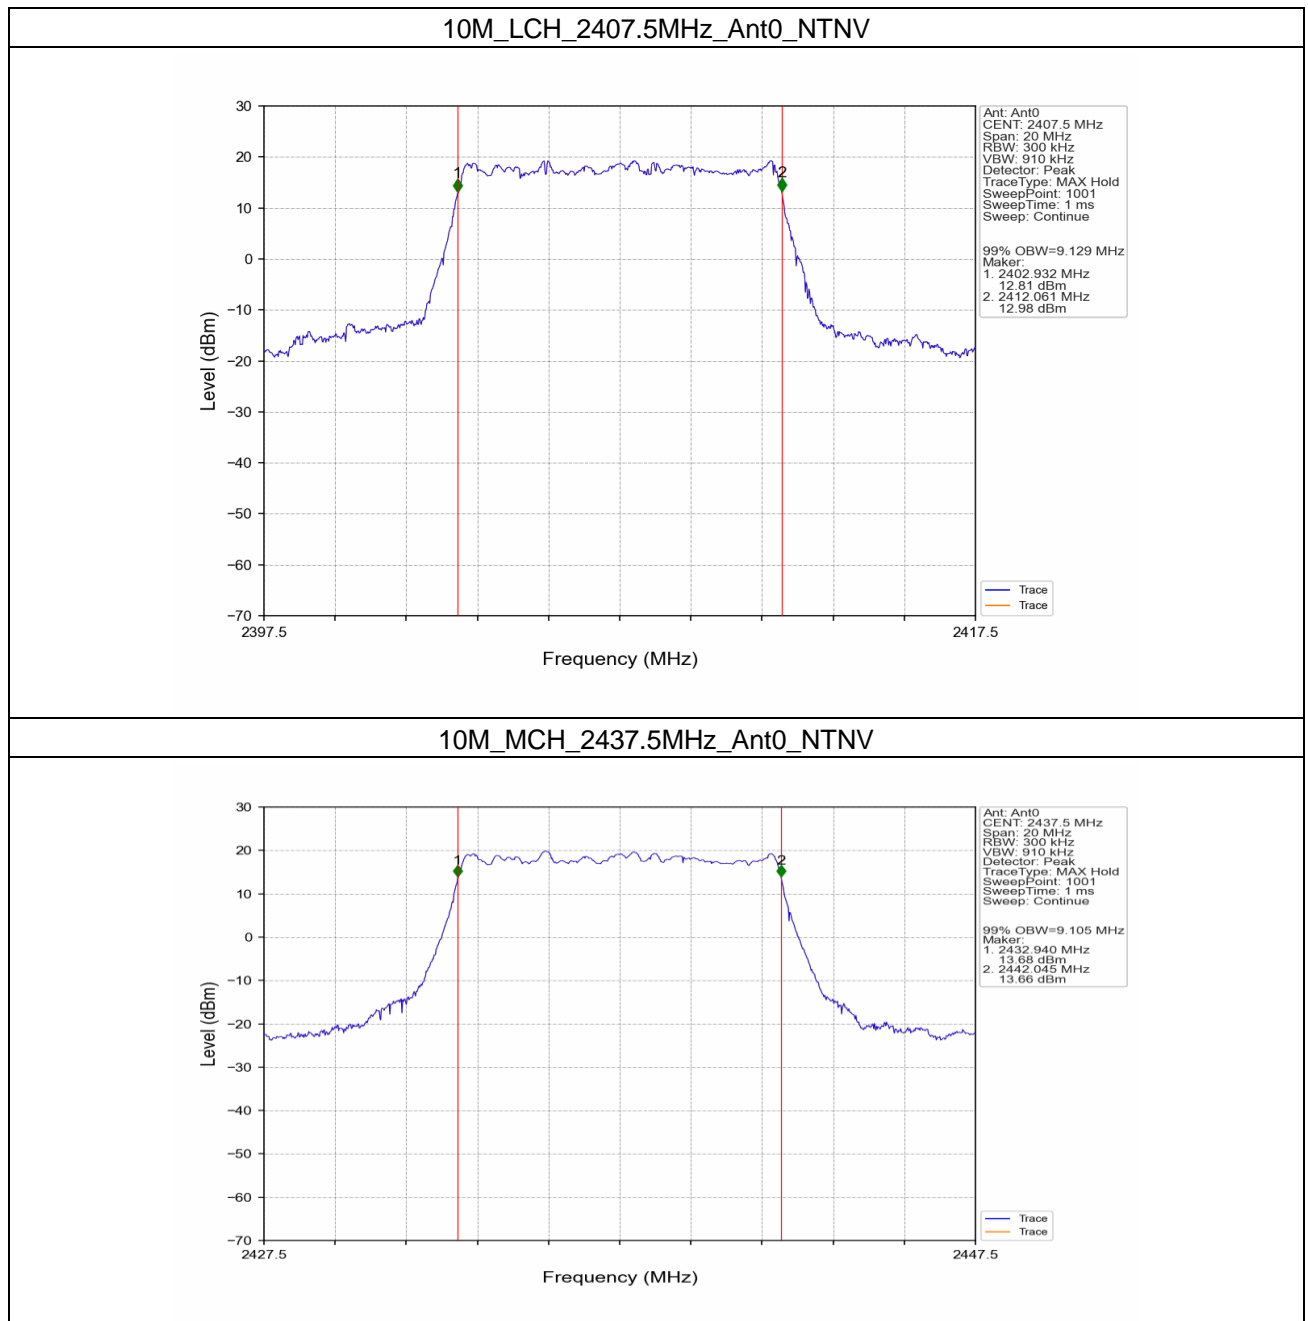 10M_LCH_2407.5MHz_Ant0_NTNV
30
20
10
0
−10
−20
−30
−40
−50
−60
−70
Level (dBm)
1
2
2397.5
2417.5
Frequency (MHz)
Ant: Ant0
CENT: 2407.5 MHz
Span: 20 MHz
RBW: 300 kHz
VBW: 910 kHz
Detector: Peak
TraceType: MAX Hold
SweepPoint: 1001
SweepTime: 1 ms
Sweep: Continue
99% OBW=9.129 MHz
Maker:
1. 2402.932 MHz
12.81 dBm
2. 2412.061 MHz
12.98 dBm
Trace
Trace
10M_MCH_2437.5MHz_Ant0_NTNV
30
20
10
0
−10
−20
−30
−40
−50
−60
−70
Level (dBm)
1
2
2427.5
2447.5
Frequency (MHz)
Ant: Ant0
CENT: 2437.5 MHz
Span: 20 MHz
RBW: 300 kHz
VBW: 910 kHz
Detector: Peak
TraceType: MAX Hold
SweepPoint: 1001
SweepTime: 1 ms
Sweep: Continue
99% OBW=9.105 MHz
Maker:
1. 2432.940 MHz
13.68 dBm
2. 2442.045 MHz
13.66 dBm
Trace
Trace